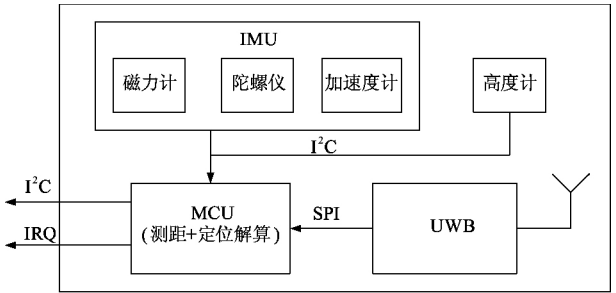 IMU
磁力计
陀螺仪
加速度计
高度计
I²C
I²C
MCU
(测距+定位解算)
SPI
UWB
IRQ